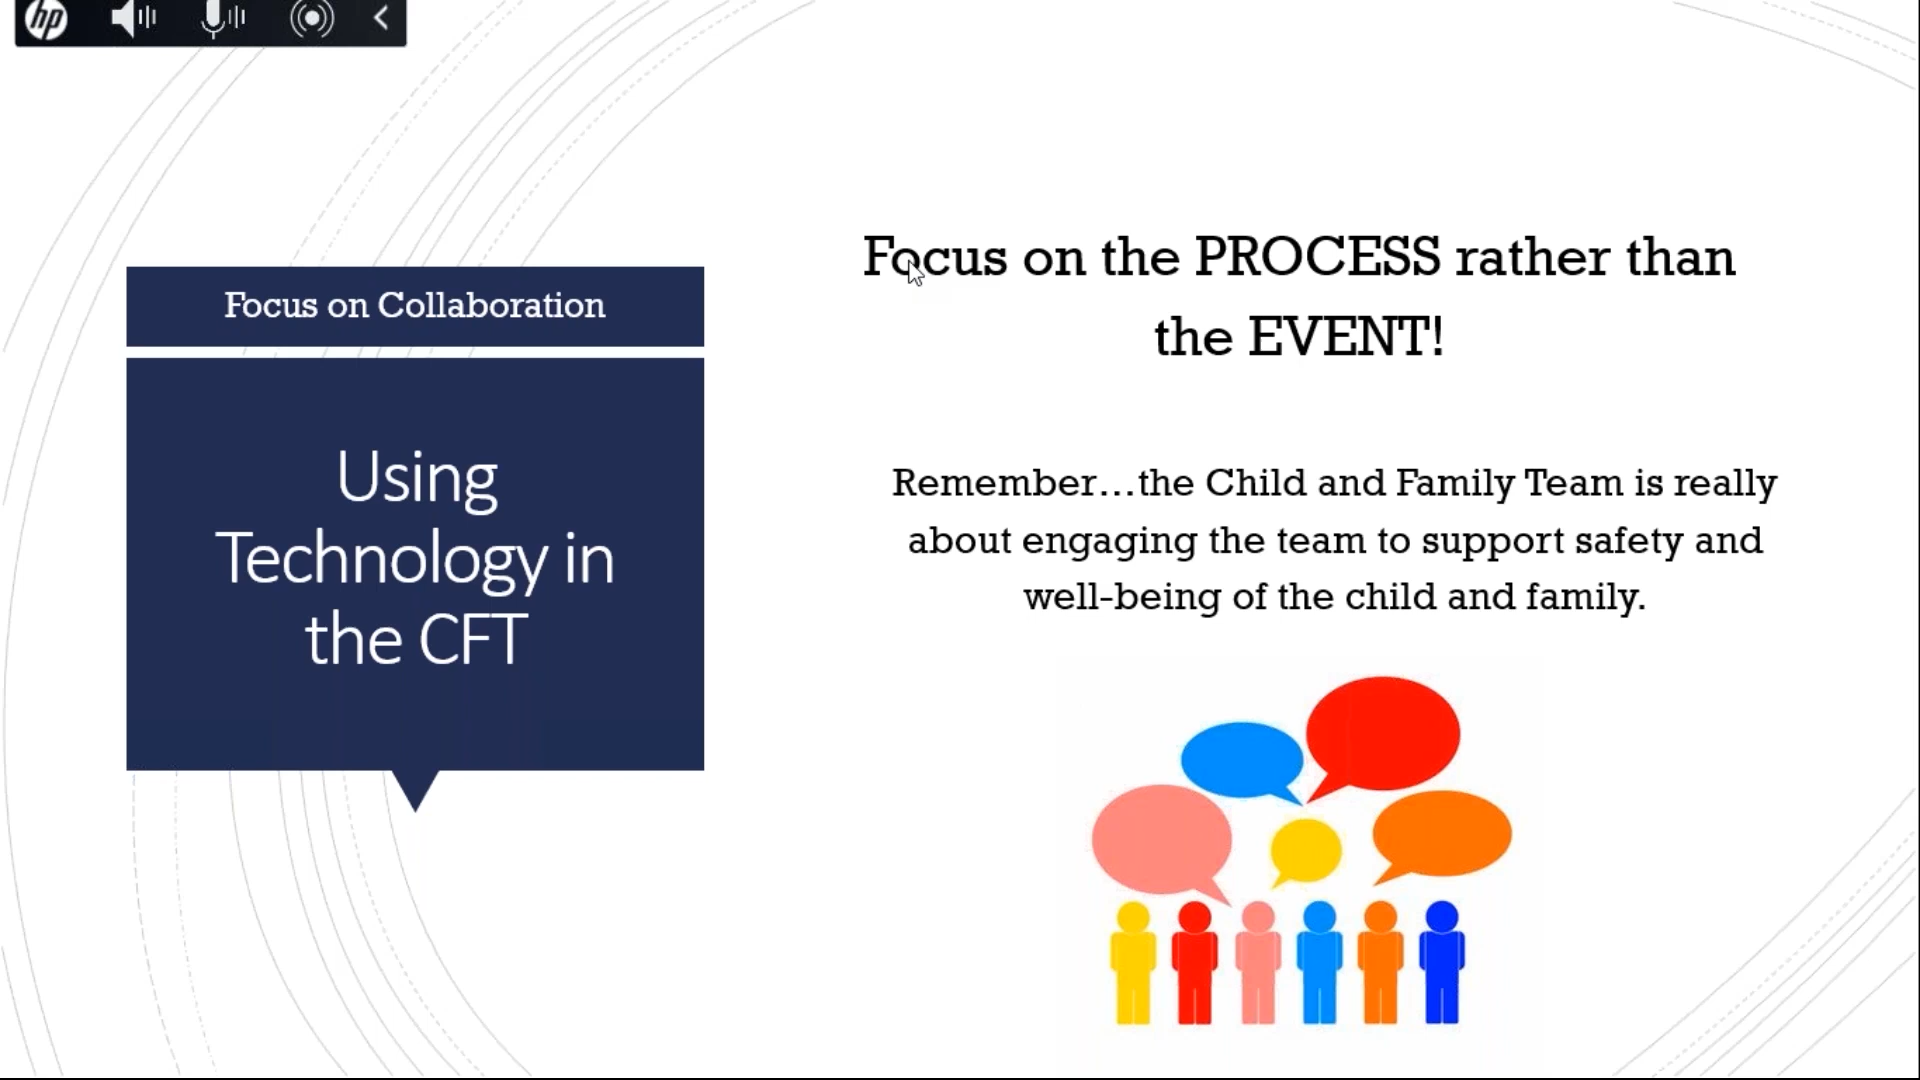 hp
Focus on Collaboration
Using
Technology in
the CFT
Focus on the PROCESS rather than
the EVENT!
Remember…the Child and Family Team is really
about engaging the team to support safety and
well-being of the child and family.